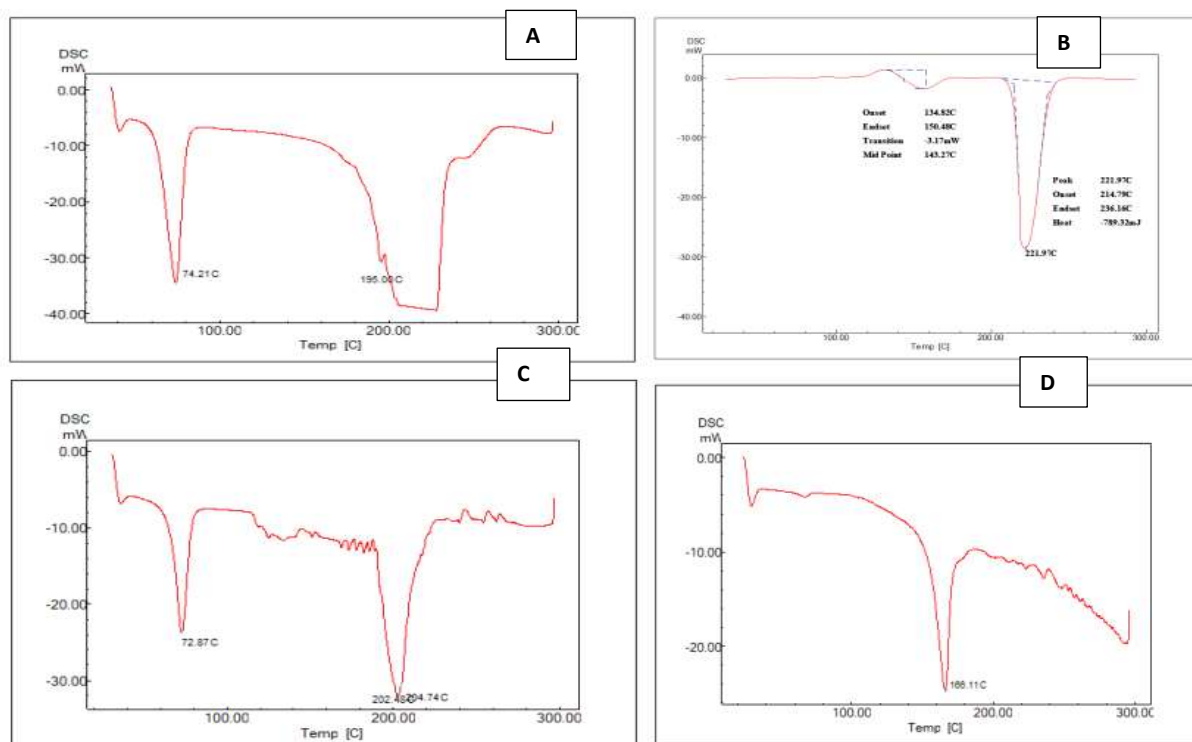 A
DSC
mW
0.00
-10.00
-20.00
-30.00
-40.00
74.21C
195.00C
100.00
200.00
300.00
Temp [C]
B
DSC
mW
0.00
-10.00
-20.00
-30.00
-40.00
Onset 134.82C
Endset 150.48C
Transition -3.17mW
Mid Point 143.27C
Peak 221.97C
Onset 214.79C
Endset 236.16C
Heat -789.32mJ
221.97C
100.00
200.00
300.00
Temp [C]
C
DSC
mW
0.00
-10.00
-20.00
-30.00
72.87C
204.74C
100.00
200.00
300.00
Temp [C]
D
DSC
mW
0.00
-10.00
-20.00
166.11C
100.00
200.00
300.00
Temp [C]